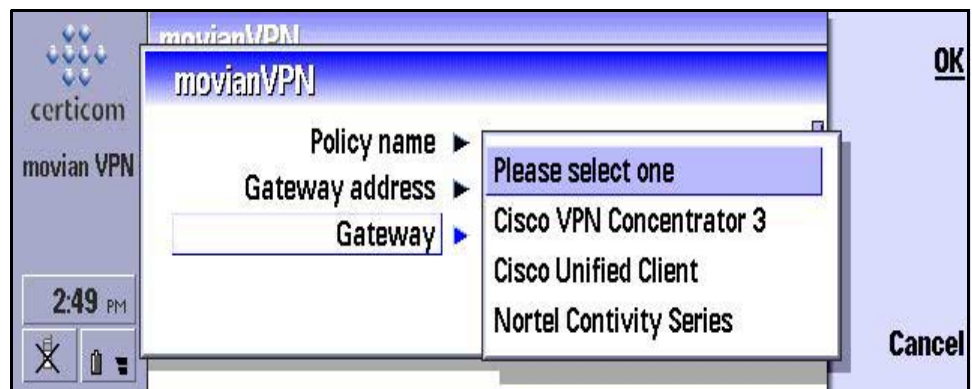 certicom
movian VPN
2:49 PM
movianVPN
movianVPN
Policy name
Gateway address
Gateway
Please select one
Cisco VPN Concentrator 3
Cisco Unified Client
Nortel Contivity Series
OK
Cancel